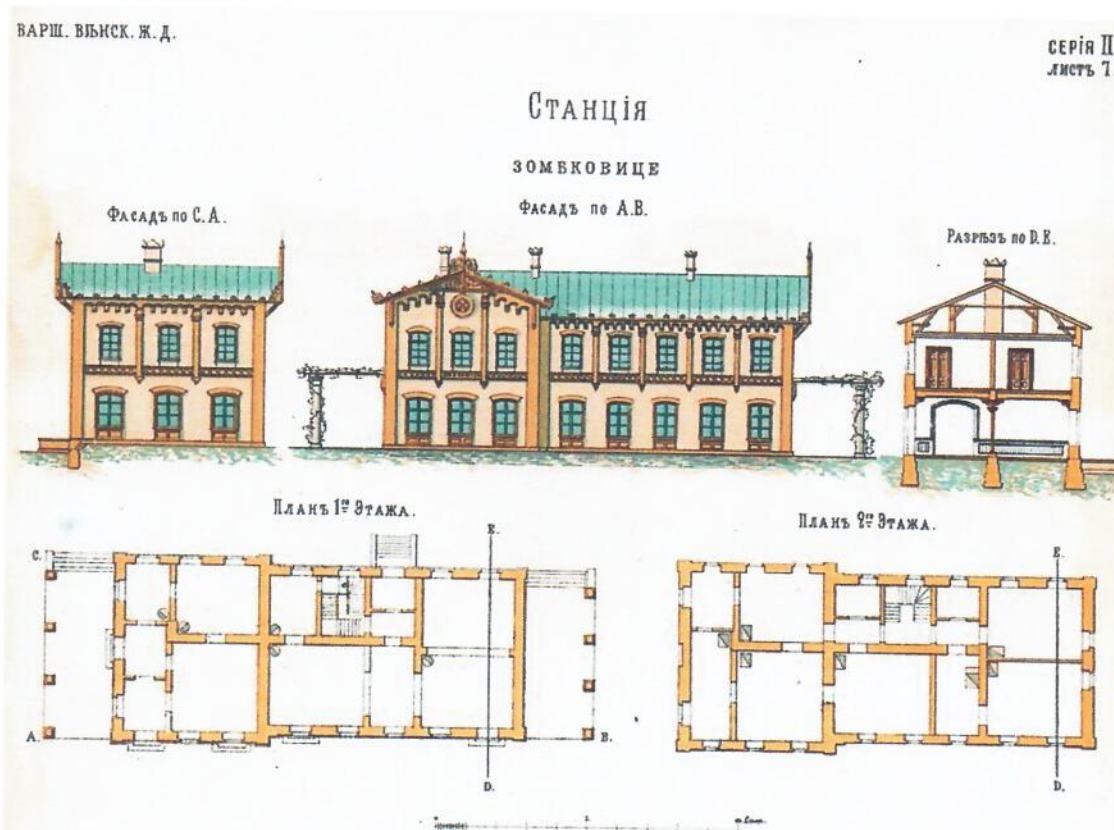 ВАРШ. ВѢНСК. Ж. Д.
СЕРІЯ II
ЛИСТЪ 7.
СТАНЦІЯ
ЗОМБКОВИЦЕ
ФАСАДЪ ПО С.А.
ФАСАДЪ ПО А.В.
РАЗРѢЗЪ ПО D.E.
ПЛАНЪ 1го ЭТАЖА.
ПЛАНЪ 2го ЭТАЖА.
C.
E.
E.
A.
B.
D.
D.